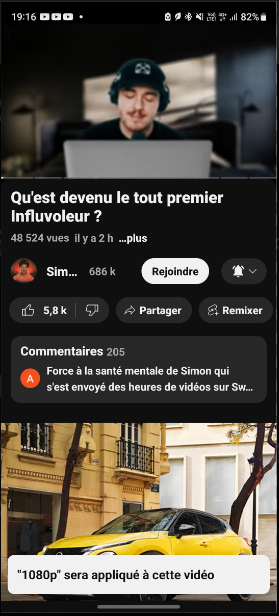 19:16
82%
Qu'est devenu le tout premier
Influvoleur ?
48 524 vues il y a 2 h ...plus
Sim... 686 k Rejoindre
5,8 k Partager Remixer
Commentaires 205
A Force à la santé mentale de Simon qui
s'est envoyé des heures de vidéos sur Sw...
"1080p" sera appliqué à cette vidéo